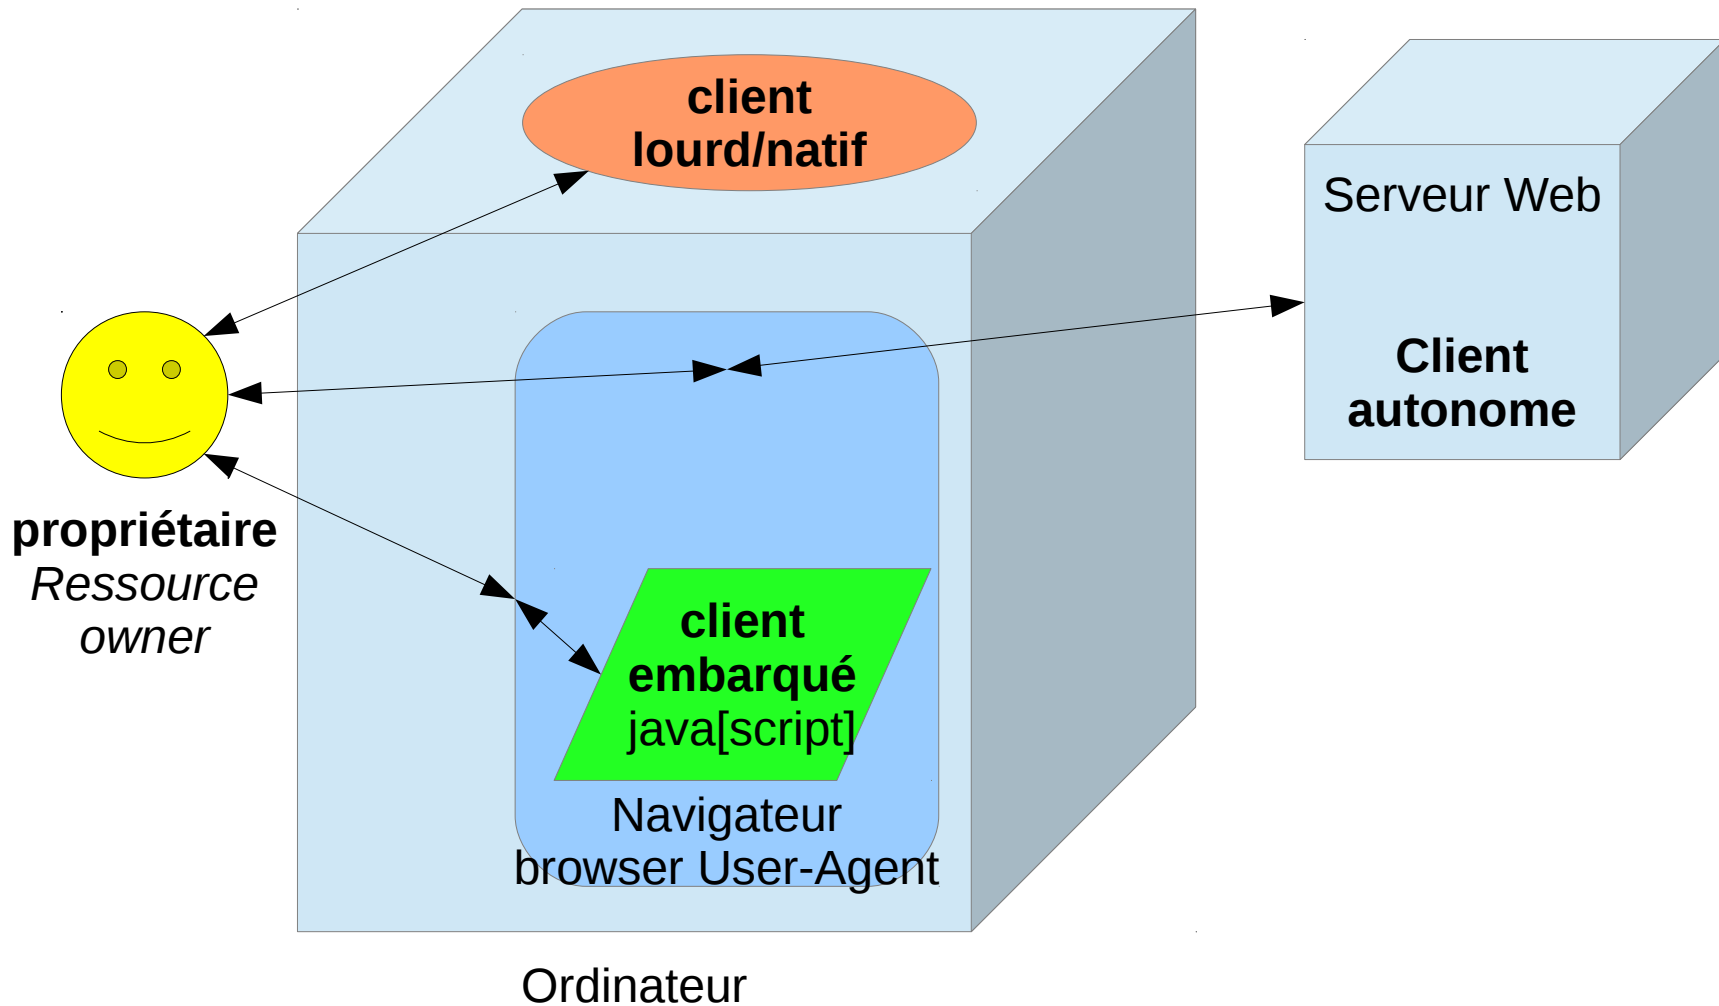 client
lourd/natif
Serveur Web
Client
autonome
propriétaire
Ressource
owner
client
embarqué
java[script]
Navigateur
browser User-Agent
Ordinateur